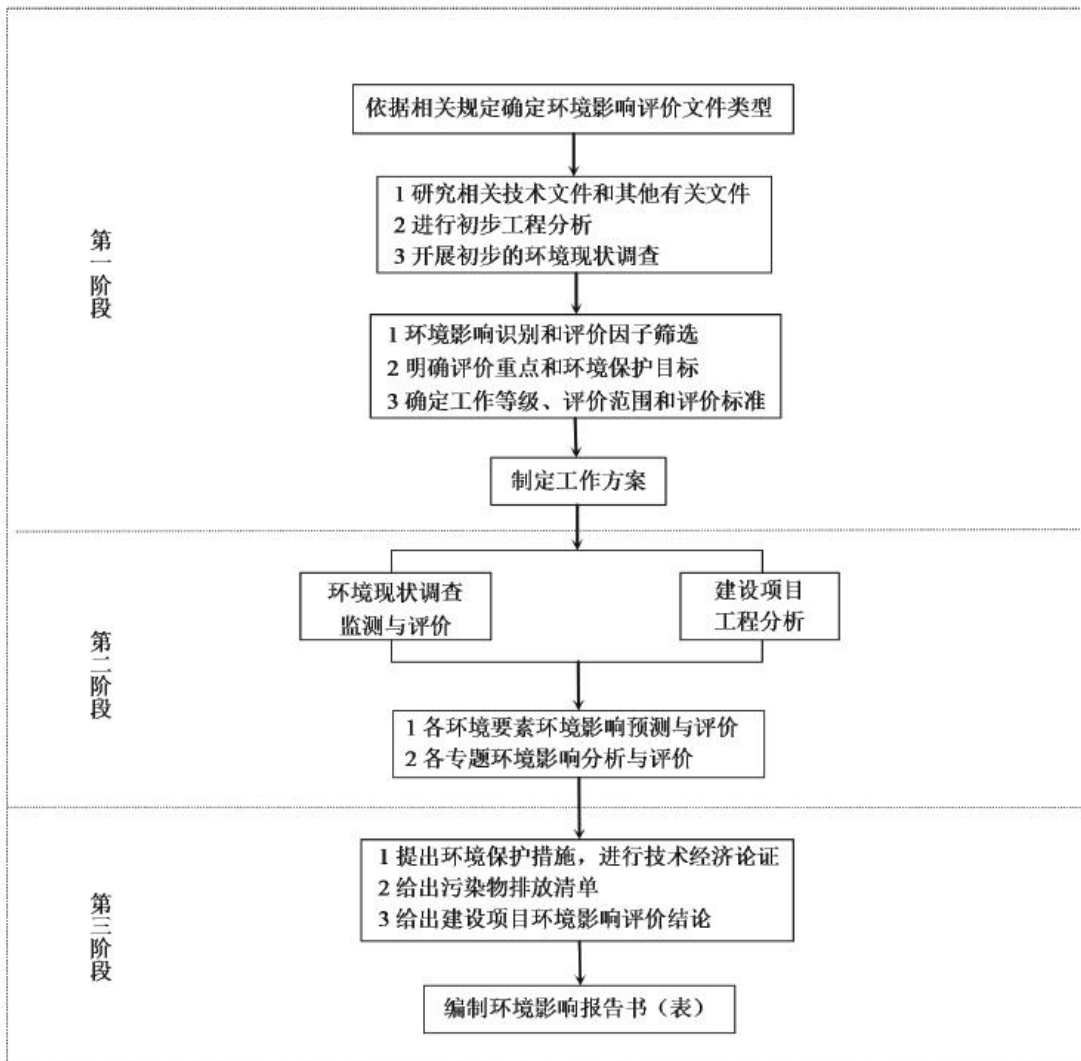 第一阶段
依据相关规定确定环境影响评价文件类型
1 研究相关技术文件和其他有关文件
2 进行初步工程分析
3 开展初步的环境现状调查
1 环境影响识别和评价因子筛选
2 明确评价重点和环境保护目标
3 确定工作等级、评价范围和评价标准
制定工作方案
第二阶段
环境现状调查
监测与评价
建设项目
工程分析
1 各环境要素环境影响预测与评价
2 各专题环境影响分析与评价
第三阶段
1 提出环境保护措施，进行技术经济论证
2 给出污染物排放清单
3 给出建设项目环境影响评价结论
编制环境影响报告书（表）